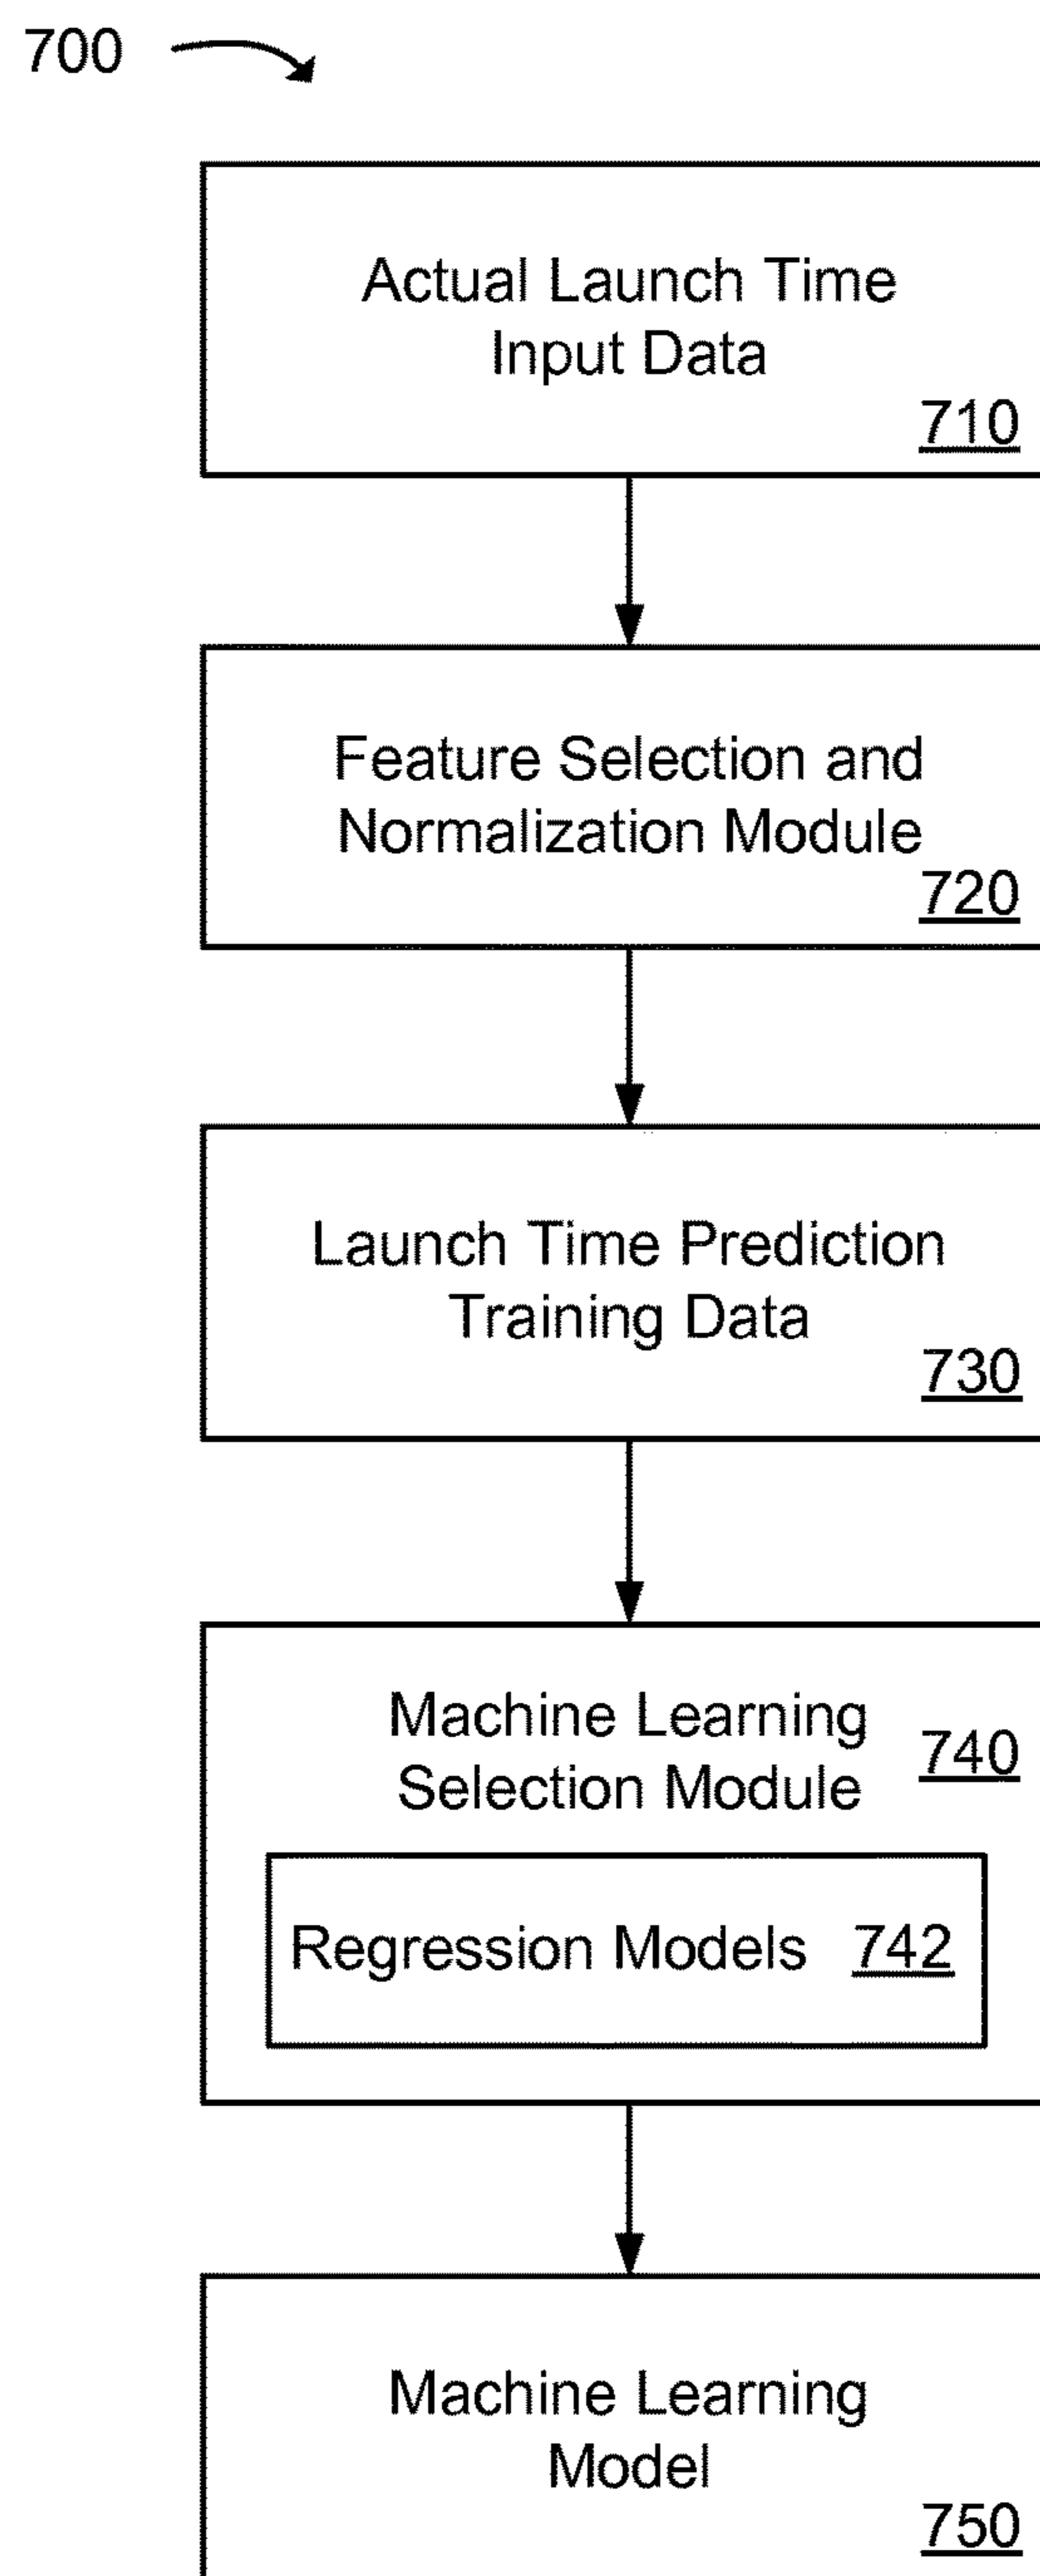 700
Actual Launch Time
Input Data
710
Feature Selection and
Normalization Module
720
Launch Time Prediction
Training Data
730
Machine Learning
Selection Module
740
Regression Models 742
Machine Learning
Model
750